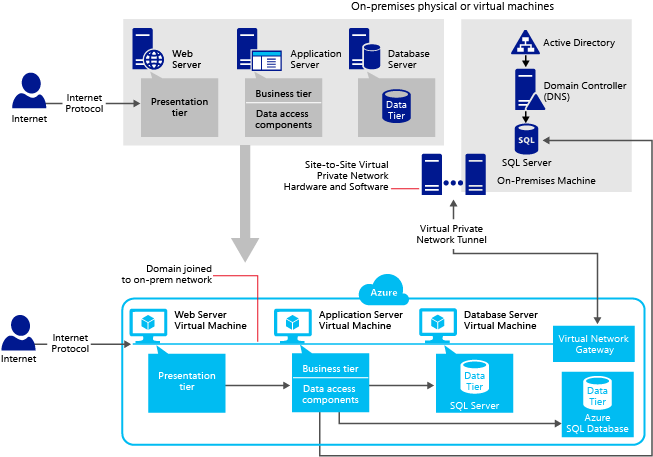 On-premises physical or virtual machines
Web
Server
Application
Server
Database
Server
Active Directory
Internet
Protocol
Internet
Presentation
tier
Business tier
Data access
components
Data
Tier
Domain Controller
(DNS)
SQL
SQL Server
On-Premises Machine
Site-to-Site Virtual
Private Network
Hardware and Software
Virtual Private
Network Tunnel
Domain joined
to on-prem network
Azure
Internet
Protocol
Internet
Web Server
Virtual Machine
Application Server
Virtual Machine
Database Server
Virtual Machine
Virtual Network
Gateway
Presentation
tier
Business tier
Data access
components
Data
Tier
SQL Server
Data
Tier
Azure
SQL Database